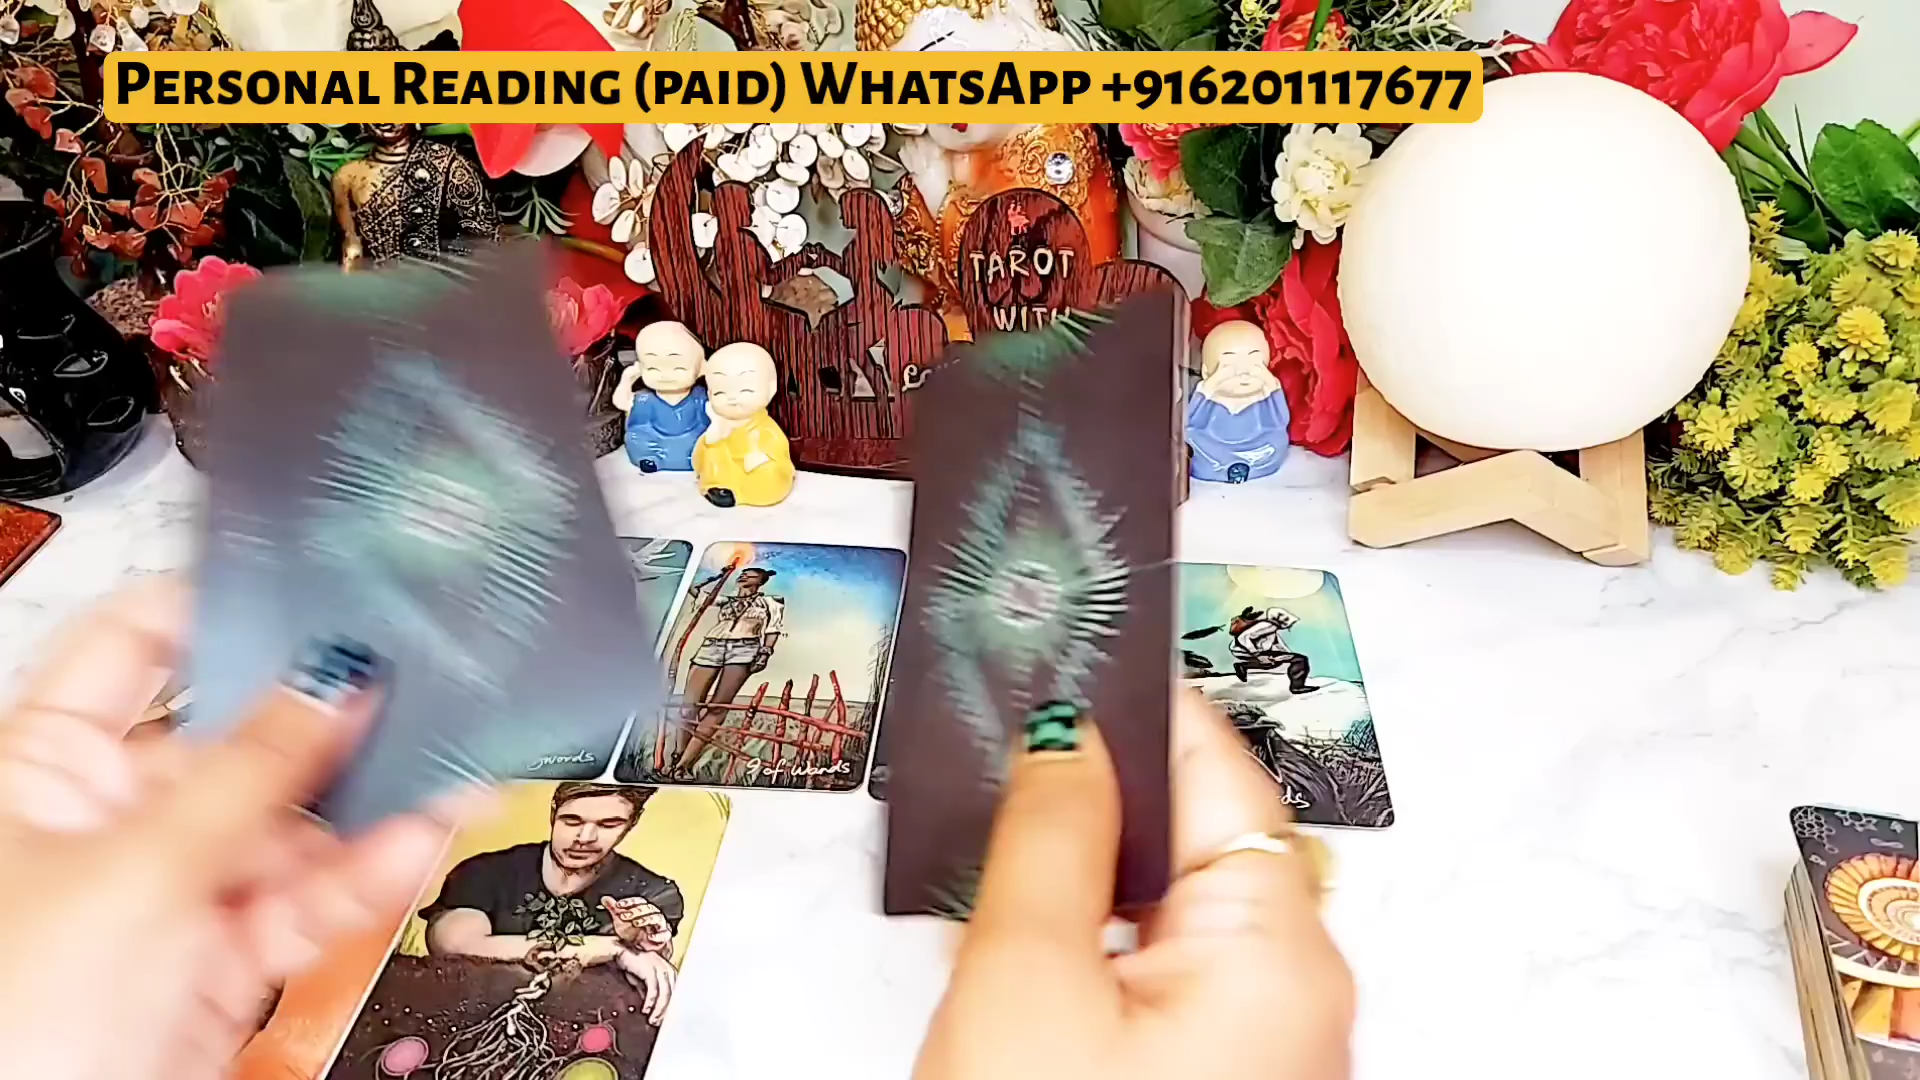 Personal Reading (paid) WhatsApp +916201117677
TAROT
WITH
9 of Wands